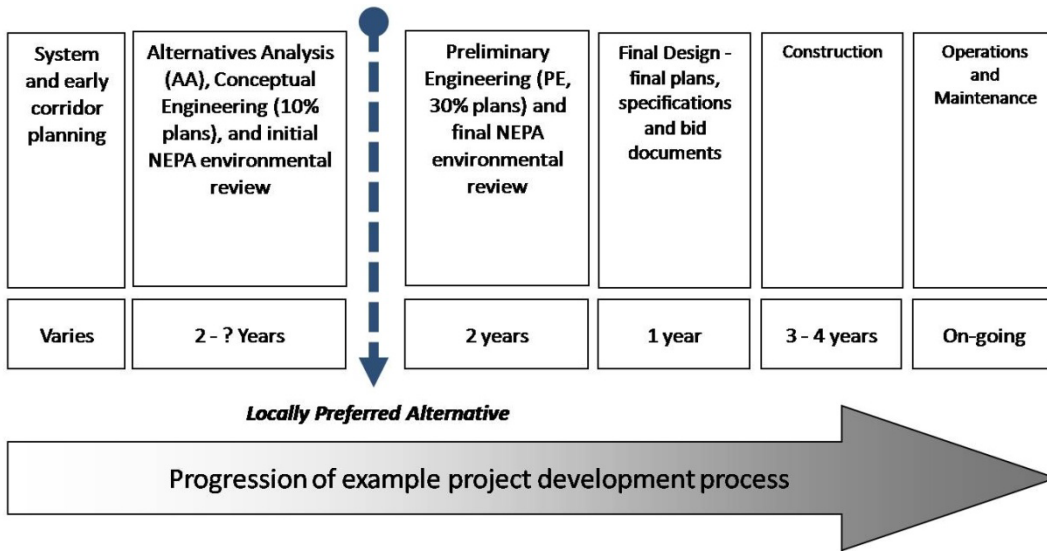 System
and early
corridor
planning
Alternatives Analysis
(AA), Conceptual
Engineering (10%
plans), and initial
NEPA environmental
review
Preliminary
Engineering (PE,
30% plans) and
final NEPA
environmental
review
Final Design -
final plans,
specifications
and bid
documents
Construction
Operations
and
Maintenance
Varies
2 - ? Years
2 years
1 year
3 - 4 years
On-going
Locally Preferred Alternative
Progression of example project development process